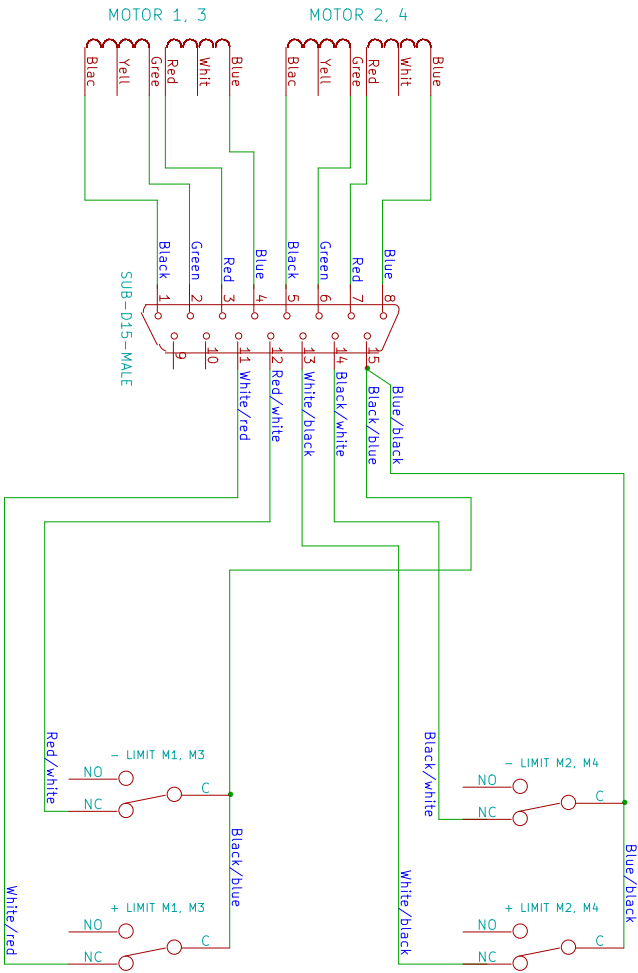 MOTOR 1, 3
MOTOR 2, 4
Blac
Yell
Gree
Red
Whit
Blue
Blac
Yell
Gree
Red
Whit
Blue
Black
Green
Red
Blue
Black
Green
Red
Blue
1
2
3
4
5
6
7
8
SUB-D15-MALE
9
10
11
12
13
14
15
White/red
Red/white
White/black
Black/white
Black/blue
Blue/black
Red/white
- LIMIT M1, M3
NO
NC
C
Black/white
- LIMIT M2, M4
NO
NC
C
Black/blue
Blue/black
White/red
+ LIMIT M1, M3
NO
NC
C
White/black
+ LIMIT M2, M4
NO
NC
C